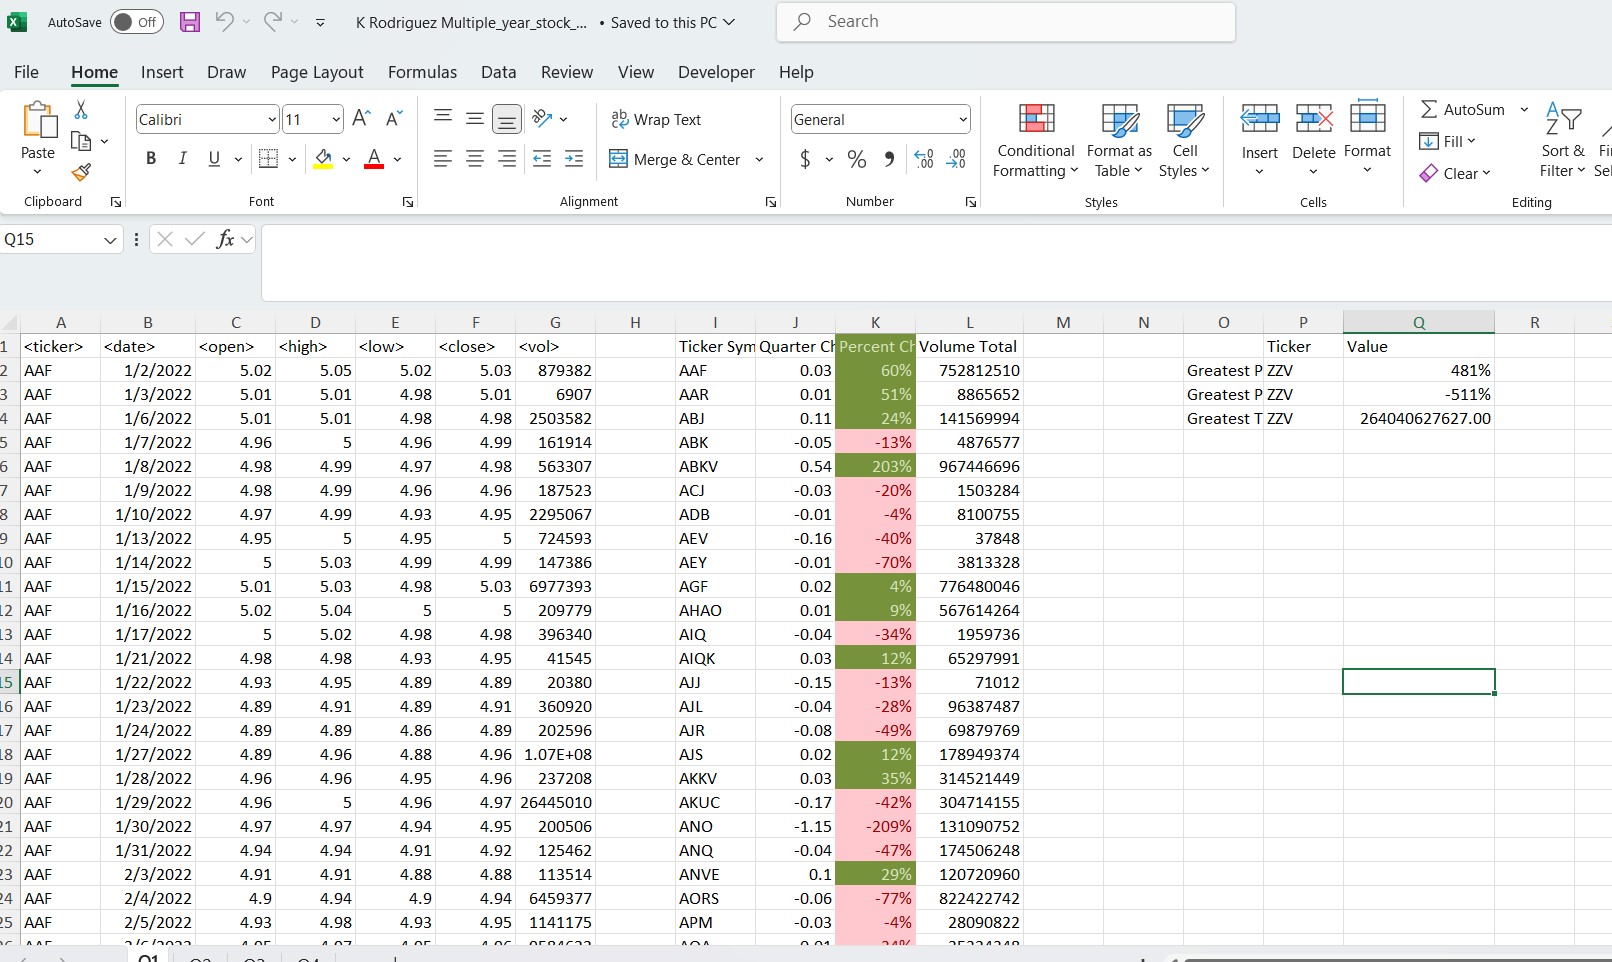 AutoSave Off K Rodriguez Multiple_year_stock_... • Saved to this PC Search
File Home Insert Draw Page Layout Formulas Data Review View Developer Help
Paste
Clipboard
Calibri 11
B I U A
Font
Wrap Text
Merge & Center
Alignment
General
$ % 9
Number
Conditional Formatting
Format as Table
Cell Styles
Styles
Insert Delete Format
Cells
AutoSum
Fill
Clear
Sort & Filter
Editing
Q15 fx
A B C D E F G H I J K L M N O P Q R
1 <ticker> <date> <open> <high> <low> <close> <vol> Ticker Sym Quarter Ch Percent Ch Volume Total Ticker Value
2 AAF 1/2/2022 5.02 5.05 5.02 5.03 879382 AAF 0.03 60% 752812510 Greatest P ZZV 481%
3 AAF 1/3/2022 5.01 5.01 4.98 5.01 6907 AAR 0.01 51% 8865652 Greatest P ZZV -511%
4 AAF 1/6/2022 5.01 5.01 4.98 4.98 2503582 ABJ 0.11 24% 141569994 Greatest T ZZV 264040627627.00
5 AAF 1/7/2022 4.96 5 4.96 4.99 161914 ABK -0.05 -13% 4876577
6 AAF 1/8/2022 4.98 4.99 4.97 4.98 563307 ABKV 0.54 203% 967446696
7 AAF 1/9/2022 4.98 4.99 4.96 4.96 187523 ACJ -0.03 -20% 1503284
8 AAF 1/10/2022 4.97 4.99 4.93 4.95 2295067 ADB -0.01 -4% 8100755
9 AAF 1/13/2022 4.95 5 4.95 5 724593 AEV -0.16 -40% 37848
10 AAF 1/14/2022 5 5.03 4.99 4.99 147386 AEY -0.01 -70% 3813328
11 AAF 1/15/2022 5.01 5.03 4.98 5.03 6977393 AGF 0.02 4% 776480046
12 AAF 1/16/2022 5.02 5.04 5 5 209779 AHAO 0.01 9% 567614264
13 AAF 1/17/2022 5 5.02 4.98 4.98 396340 AIQ -0.04 -34% 1959736
14 AAF 1/21/2022 4.98 4.98 4.93 4.95 41545 AIQK 0.03 12% 65297991
15 AAF 1/22/2022 4.93 4.95 4.89 4.89 20380 AJJ -0.15 -13% 71012
16 AAF 1/23/2022 4.89 4.91 4.89 4.91 360920 AJL -0.04 -28% 96387487
17 AAF 1/24/2022 4.89 4.89 4.86 4.89 202596 AJR -0.08 -49% 69879769
18 AAF 1/27/2022 4.89 4.96 4.88 4.96 1.07E+08 AJS 0.02 12% 178949374
19 AAF 1/28/2022 4.96 4.96 4.95 4.96 237208 AKKV 0.03 35% 314521449
20 AAF 1/29/2022 4.96 5 4.96 4.97 26445010 AKUC -0.17 -42% 304714155
21 AAF 1/30/2022 4.97 4.97 4.94 4.95 200506 ANO -1.15 -209% 131090752
22 AAF 1/31/2022 4.94 4.94 4.91 4.92 125462 ANQ -0.04 -47% 174506248
23 AAF 2/3/2022 4.91 4.91 4.88 4.88 113514 ANVE 0.1 29% 120720960
24 AAF 2/4/2022 4.9 4.94 4.9 4.94 6459377 AORS -0.06 -77% 822422742
25 AAF 2/5/2022 4.93 4.98 4.93 4.95 1141175 APM -0.03 -4% 28090822
Q1 Q2 Q3 Q4